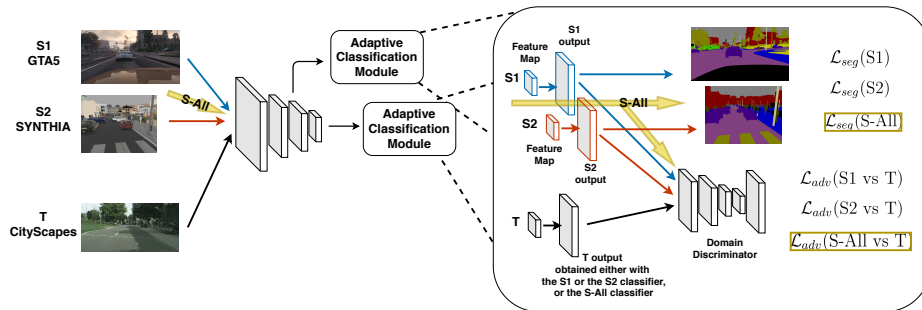 S1
GTA5
S-All
S2
SYNTHIA
T
CityScapes
Adaptive
Classification
Module
Adaptive
Classification
Module
S1
output
Feature
Map
S1
S-All
S2
Feature
Map
S2
output
T
T output
obtained either with
the S1 or the S2 classifier,
or the S-All classifier
Domain
Discriminator
ℒseg(S1)
ℒseg(S2)
ℒseg(S-All)
ℒadv(S1 vs T)
ℒadv(S2 vs T)
ℒadv(S-All vs T)